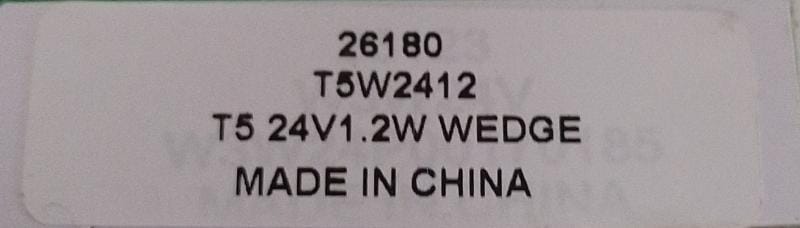 26180
T5W2412
T5 24V1.2W WEDGE
MADE IN CHINA